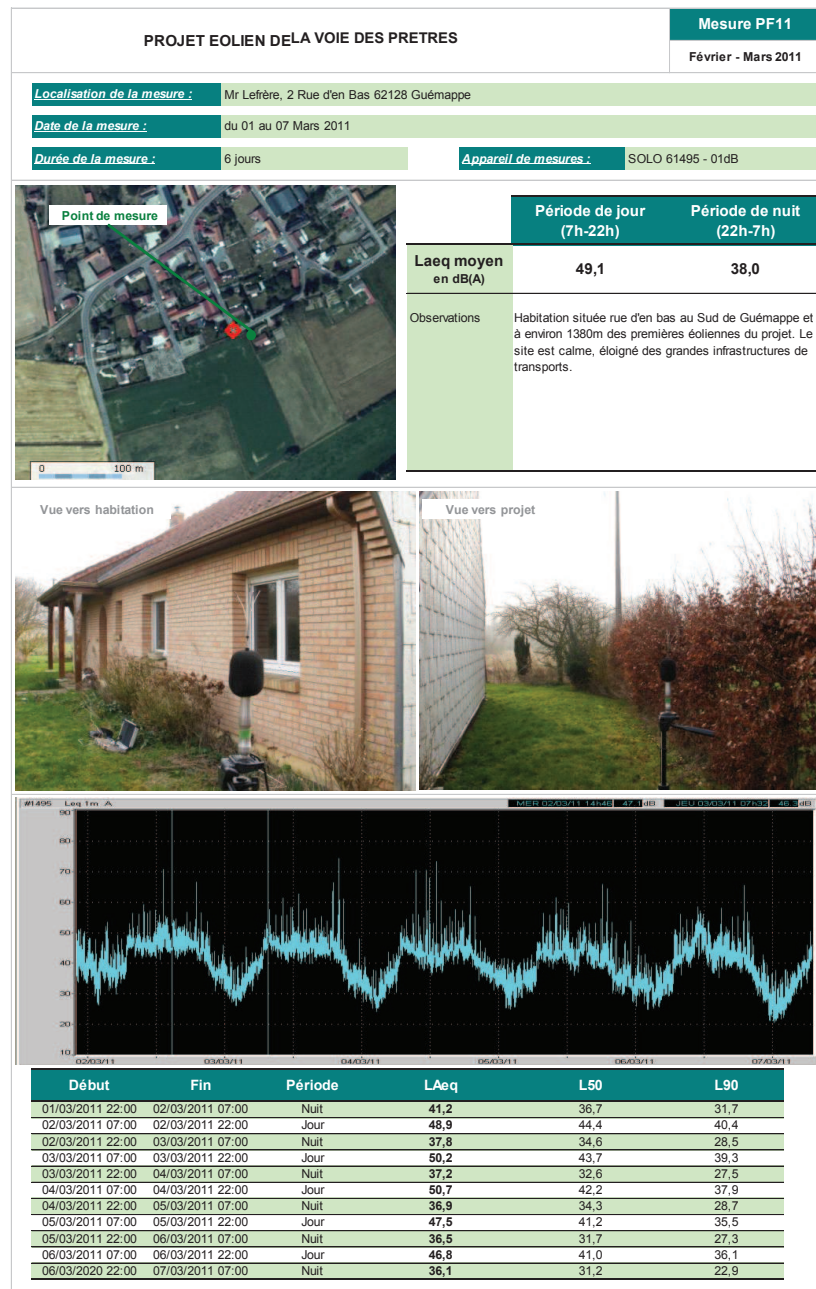 PROJET EOLIEN DE LA VOIE DES PRETRES
Mesure PF11
Février - Mars 2011
Localisation de la mesure : Mr Lefrère, 2 Rue d'en Bas 62128 Guémappe
Date de la mesure : du 01 au 07 Mars 2011
Durée de la mesure : 6 jours Appareil de mesures : SOLO 61495 - 01dB
Point de mesure
0 100 m
Période de jour (7h-22h) Période de nuit (22h-7h)
Laeq moyen en dB(A) 49,1 38,0
Observations
Habitation située rue d'en bas au Sud de Guémappe et
à environ 1380m des premières éoliennes du projet. Le
site est calme, éloigné des grandes infrastructures de
transports.
Vue vers habitation
Vue vers projet
#1495 Leq 1m A MER 02/03/11 14h46 47.1 dB JEU 03/03/11 07h32 46.3 dB
90
80
70
60
50
40
30
20
10
02/03/11 03/03/11 04/03/11 05/03/11 06/03/11 07/03/11
Début Fin Période LAeq L50 L90
01/03/2011 22:00 02/03/2011 07:00 Nuit 41,2 36,7 31,7
02/03/2011 07:00 02/03/2011 22:00 Jour 48,9 44,4 40,4
02/03/2011 22:00 03/03/2011 07:00 Nuit 37,8 34,6 28,5
03/03/2011 07:00 03/03/2011 22:00 Jour 50,2 43,7 39,3
03/03/2011 22:00 04/03/2011 07:00 Nuit 37,2 32,6 27,5
04/03/2011 07:00 04/03/2011 22:00 Jour 50,7 42,2 37,9
04/03/2011 22:00 05/03/2011 07:00 Nuit 36,9 34,3 28,7
05/03/2011 07:00 05/03/2011 22:00 Jour 47,5 41,2 35,5
05/03/2011 22:00 06/03/2011 07:00 Nuit 36,5 31,7 27,3
06/03/2011 07:00 06/03/2011 22:00 Jour 46,8 41,0 36,1
06/03/2020 22:00 07/03/2011 07:00 Nuit 36,1 31,2 22,9